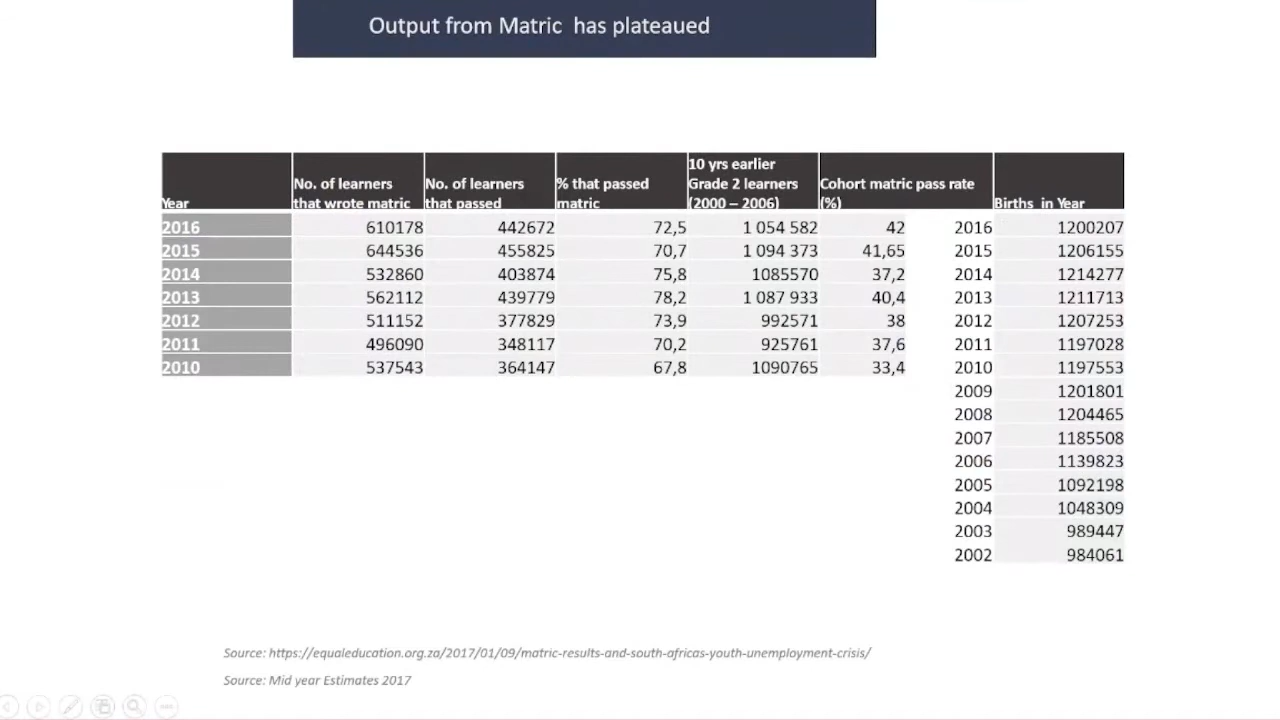 Output from Matric has plateaued
Year No. of learners that wrote matric No. of learners that passed % that passed matric 10 yrs earlier Grade 2 learners (2000 – 2006) Cohort matric pass rate (%) Births in Year
2016 610178 442672 72,5 1 054 582 42 2016 1200207
2015 644536 455825 70,7 1 094 373 41,65 2015 1206155
2014 532860 403874 75,8 1085570 37,2 2014 1214277
2013 562112 439779 78,2 1 087 933 40,4 2013 1211713
2012 511152 377829 73,9 992571 38 2012 1207253
2011 496090 348117 70,2 925761 37,6 2011 1197028
2010 537543 364147 67,8 1090765 33,4 2010 1197553
2009 1201801
2008 1204465
2007 1185508
2006 1139823
2005 1092198
2004 1048309
2003 989447
2002 984061
Source: https://equaleducation.org.za/2017/01/09/matric-results-and-south-africas-youth-unemployment-crisis/
Source: Mid year Estimates 2017